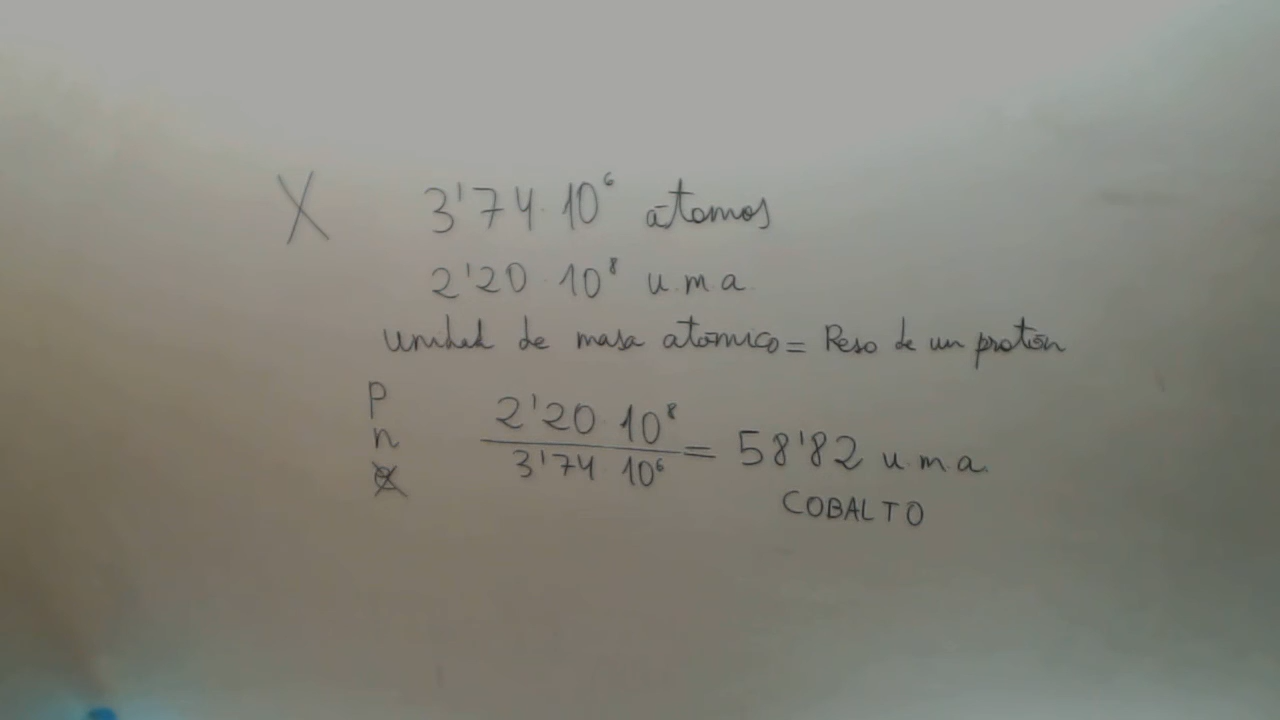 X 3'74·10⁶ átomos
2'20·10⁸ u.m.a.
Unidad de masa atómica = Peso de un protón
p
n
e
2'20·10⁸ / 3'74·10⁶ = 58'82 u.m.a.
COBALTO